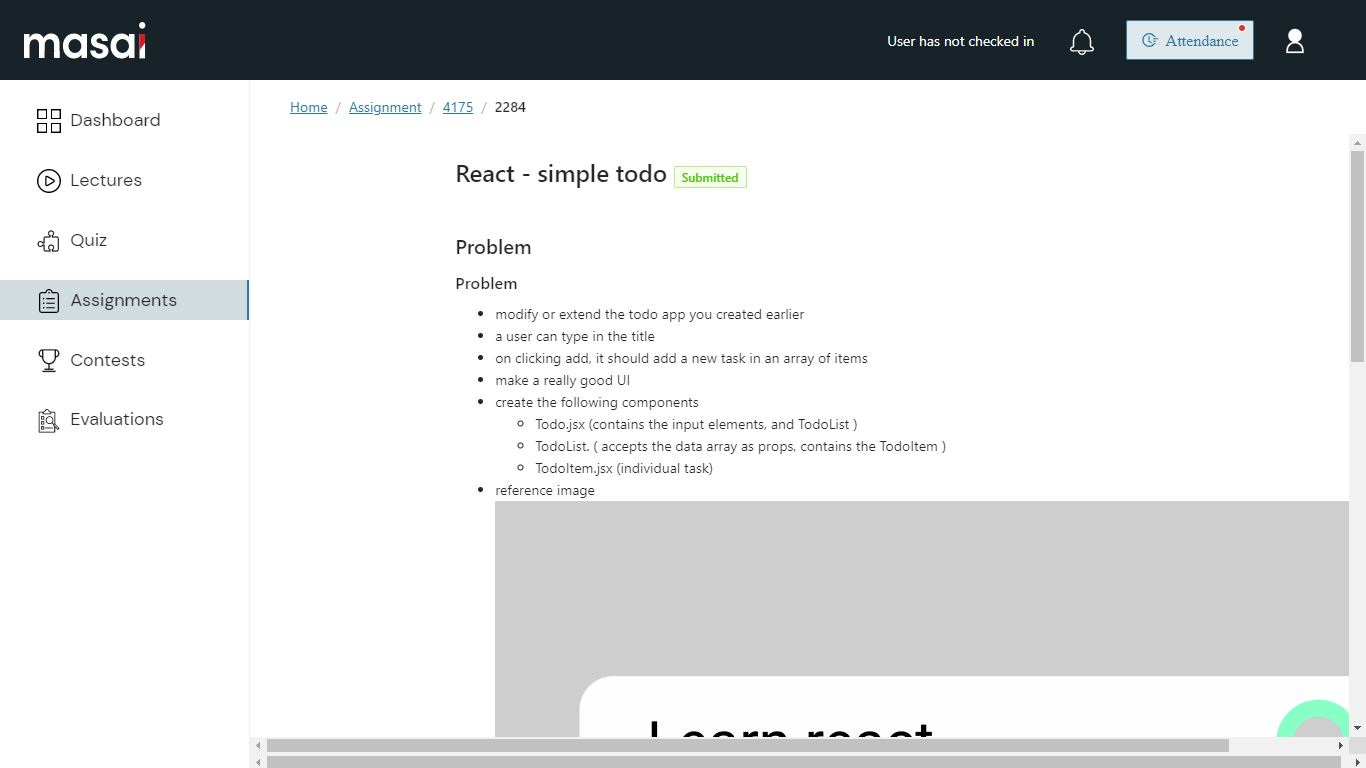 masai
User has not checked in
Attendance
Dashboard
Lectures
Quiz
Assignments
Contests
Evaluations
Home / Assignment / 4175 / 2284
React - simple todo Submitted
Problem
Problem
• modify or extend the todo app you created earlier
• a user can type in the title
• on clicking add, it should add a new task in an array of items
• make a really good UI
• create the following components
◦ Todo.jsx (contains the input elements, and TodoList )
◦ TodoList. ( accepts the data array as props, contains the TodoItem )
◦ TodoItem.jsx (individual task)
• reference image
Learn react